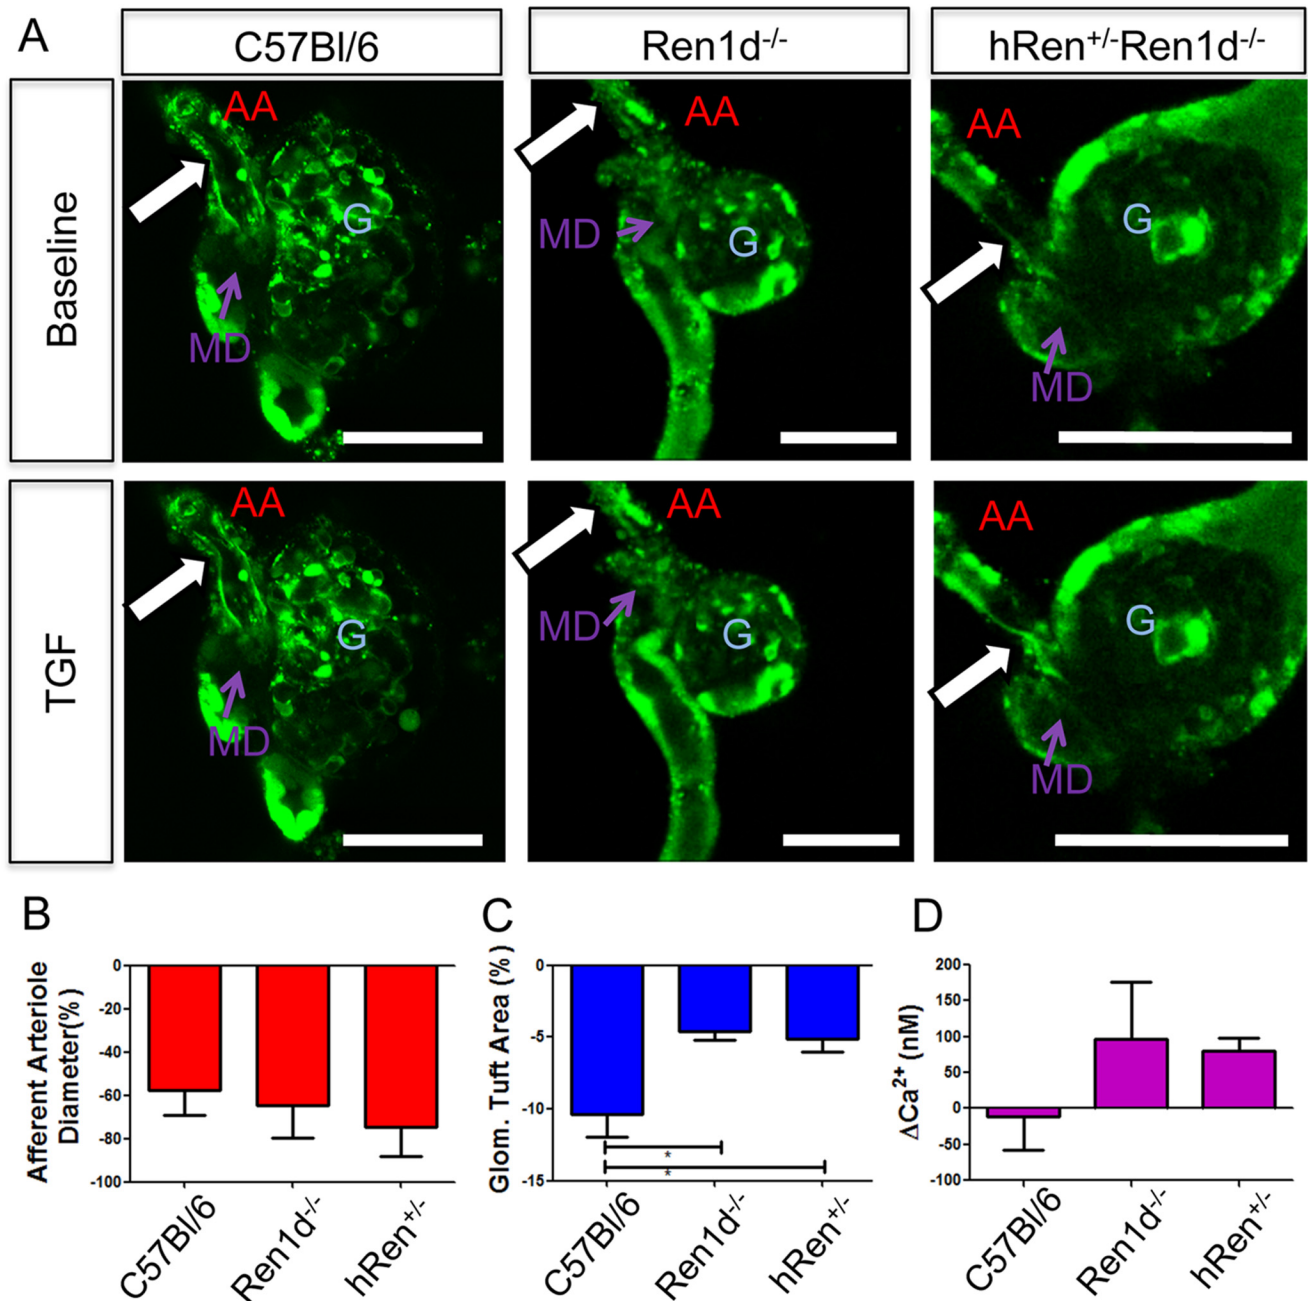 A
C57Bl/6
Ren1d-/-
hRen+/-Ren1d-/-
Baseline
AA
G
MD
AA
MD
G
AA
G
MD
TGF
AA
G
MD
AA
MD
G
AA
G
MD
B
Afferent Arteriole
Diameter(%)
0
-20
-40
-60
-80
-100
C57Bl/6
Ren1d-/-
hRen+/-
C
Glom. Tuft Area (%)
0
-5
-10
-15
*
*
C57Bl/6
Ren1d-/-
hRen+/-
D
ΔCa2+ (nM)
200
150
100
50
0
-50
-100
C57Bl/6
Ren1d-/-
hRen+/-